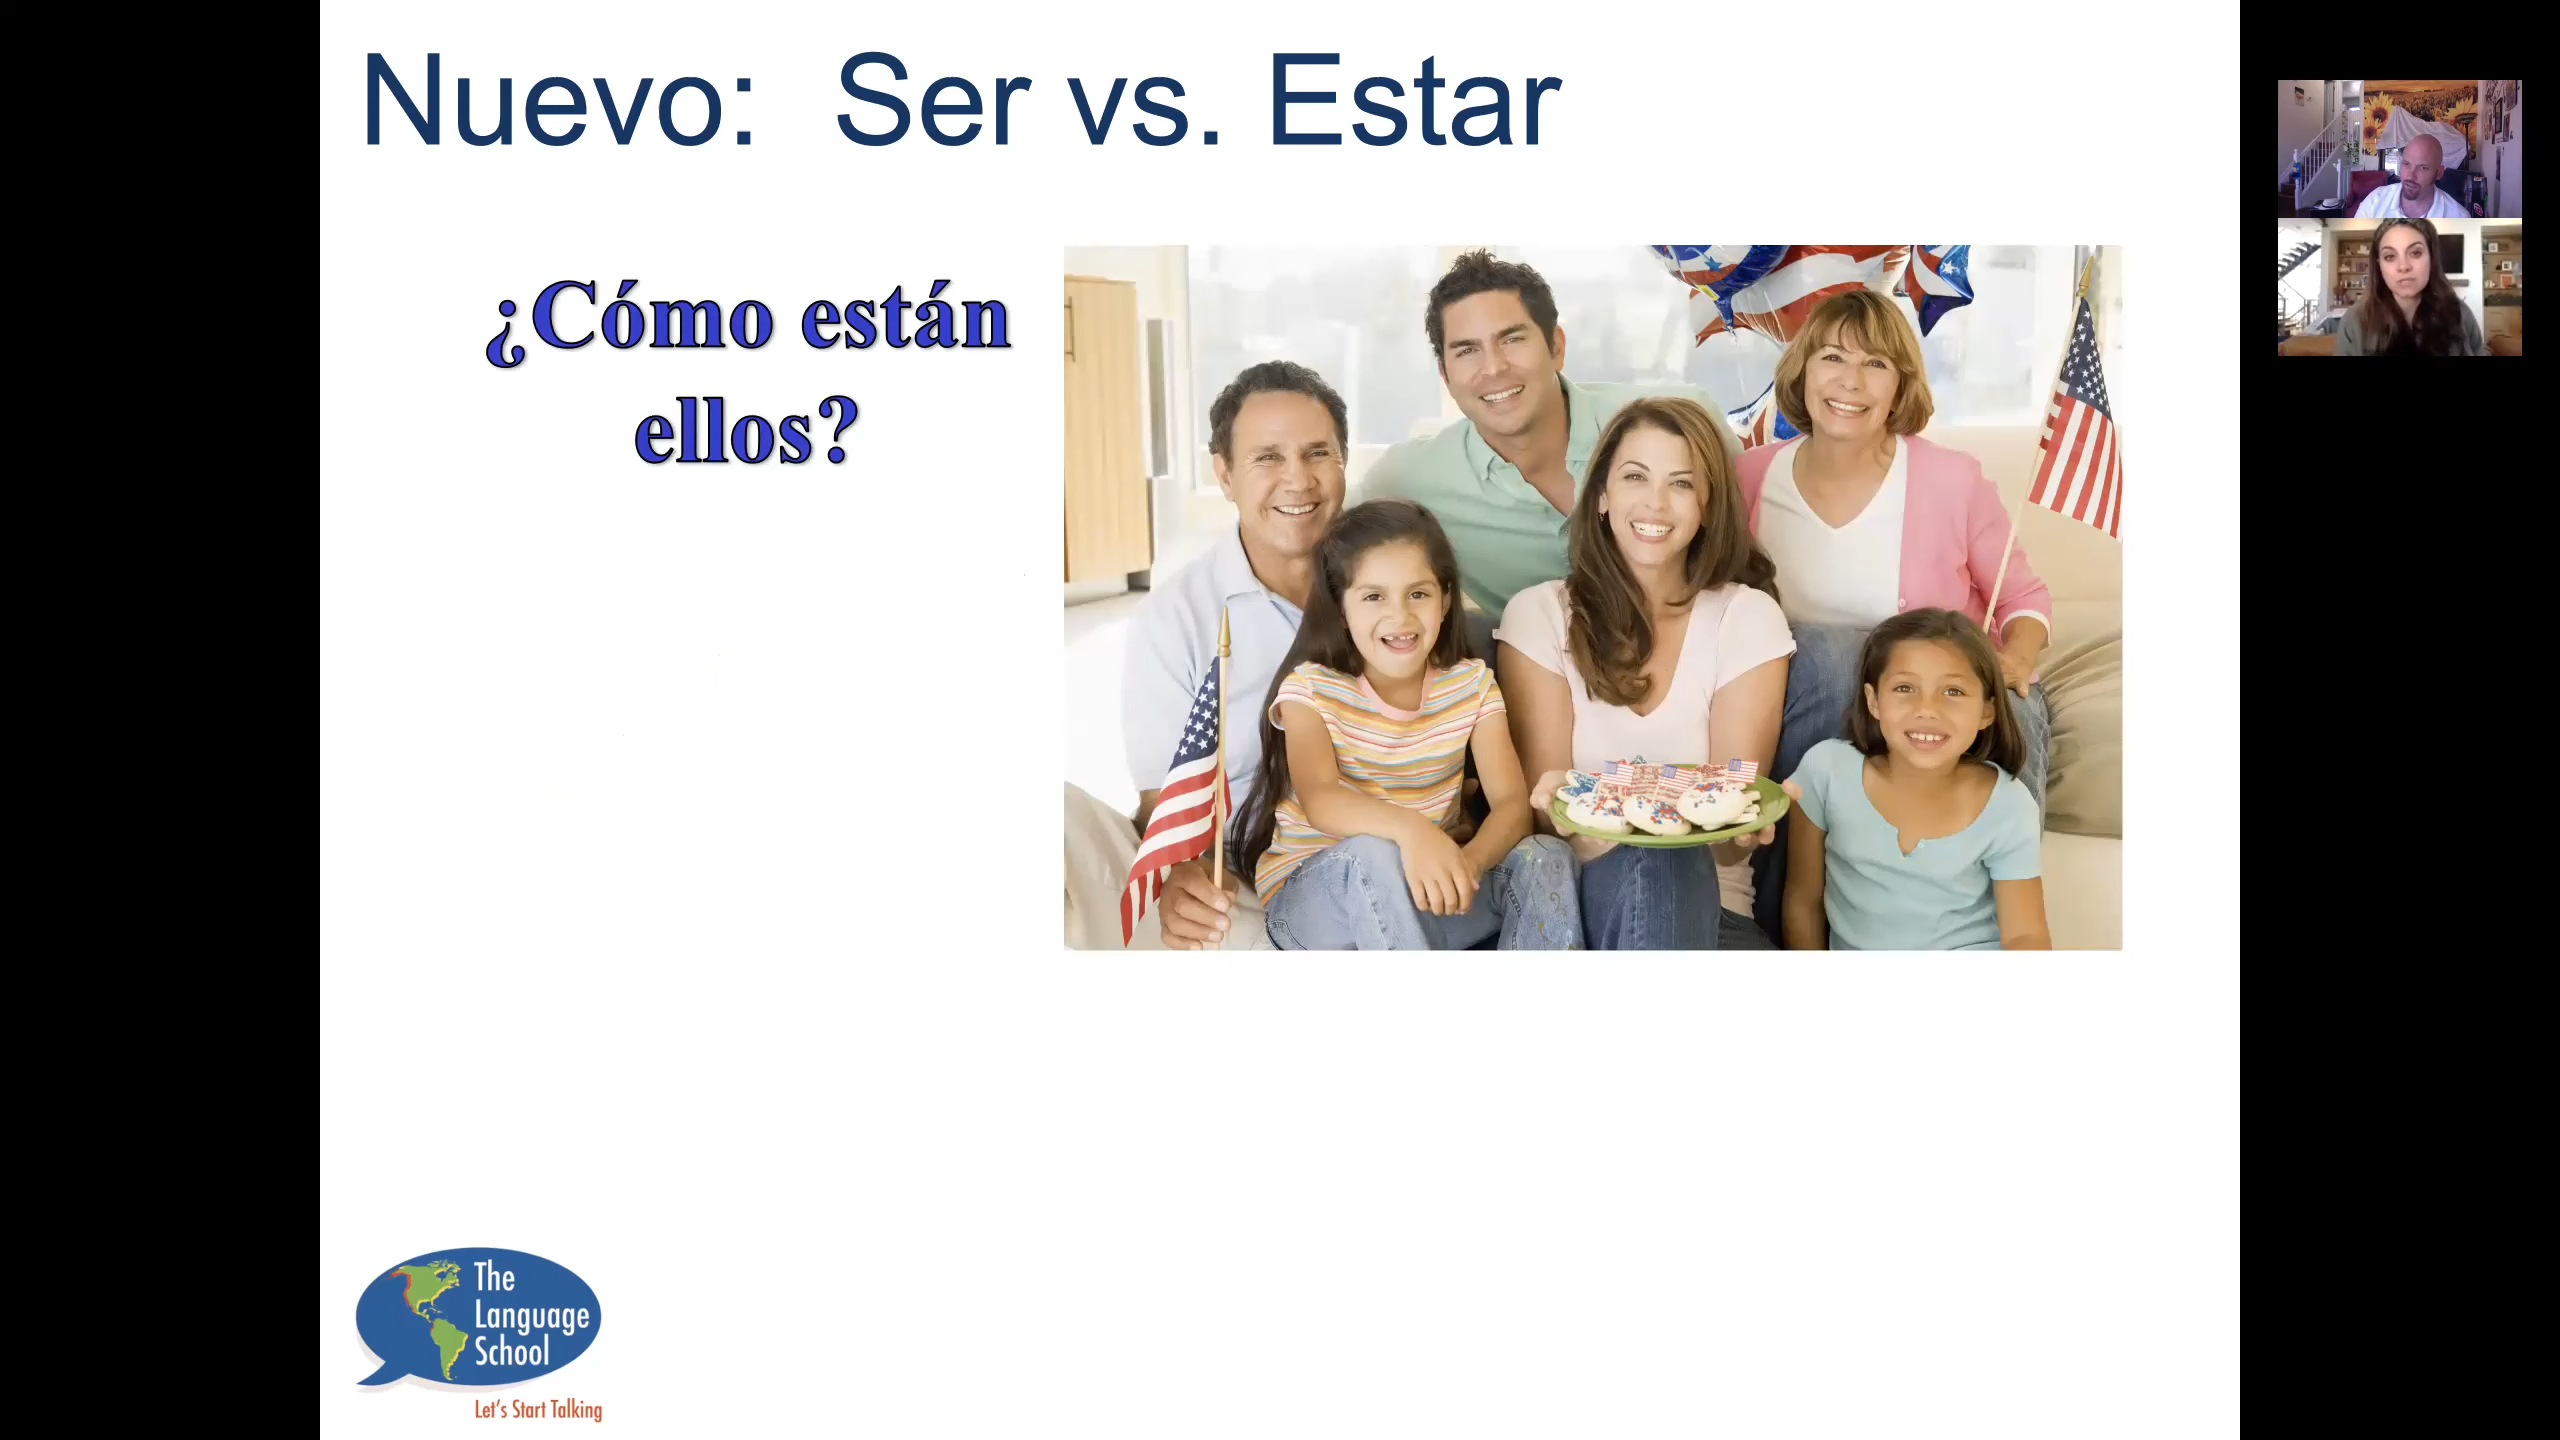 Nuevo: Ser vs. Estar
¿Cómo están
ellos?
The
Language
School
Let's Start Talking